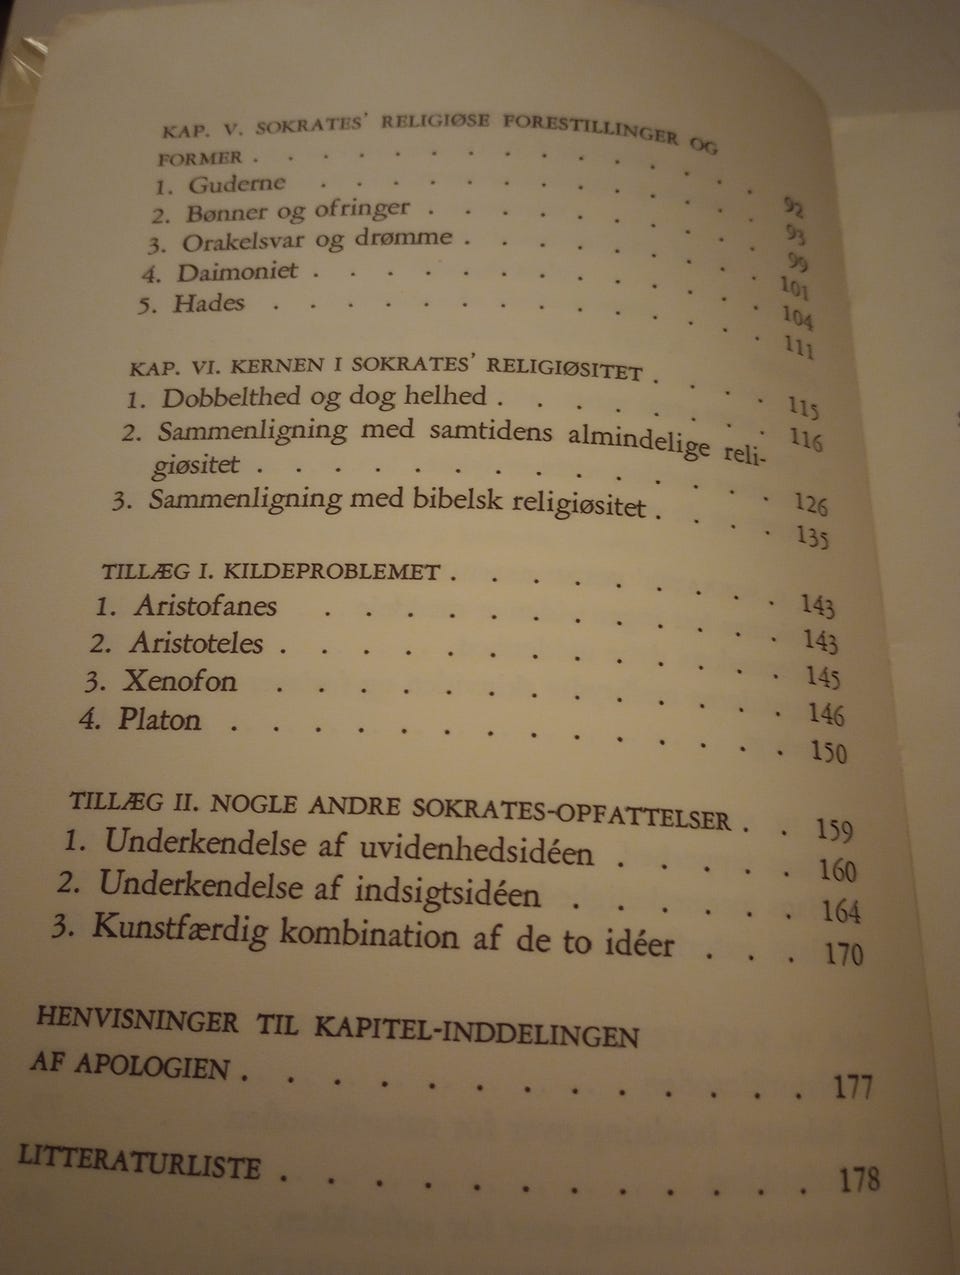 KAP. V. SOKRATES' RELIGIØSE FORESTILLINGER OG
FORMER . . . . . . . . . . . . 92
1. Guderne . . . . . . . . . . . . 93
2. Bønner og ofringer . . . . . . . . . 99
3. Orakelsvar og drømme . . . . . . . . 101
4. Daimoniet . . . . . . . . . . . . 104
5. Hades . . . . . . . . . . . . 111
KAP. VI. KERNEN I SOKRATES' RELIGIØSITET . . . . 115
1. Dobbelthed og dog helhed . . . . . . . . 116
2. Sammenligning med samtidens almindelige reli-
giøsitet . . . . . . . . . . . . 126
3. Sammenligning med bibelsk religiøsitet . . . . 135
TILLÆG I. KILDEPROBLEMET . . . . . . . . . 143
1. Aristofanes . . . . . . . . . . . . 143
2. Aristoteles . . . . . . . . . . . . 145
3. Xenofon . . . . . . . . . . . . 146
4. Platon . . . . . . . . . . . . 150
TILLÆG II. NOGLE ANDRE SOKRATES-OPFATTELSER . . 159
1. Underkendelse af uvidenhedsidéen . . . . . 160
2. Underkendelse af indsigtsidéen . . . . . . 164
3. Kunstfærdig kombination af de to idéer . . . 170
HENVISNINGER TIL KAPITEL-INDDELINGEN
AF APOLOGIEN . . . . . . . . . . . . . 177
LITTERATURLISTE . . . . . . . . . . . . 178